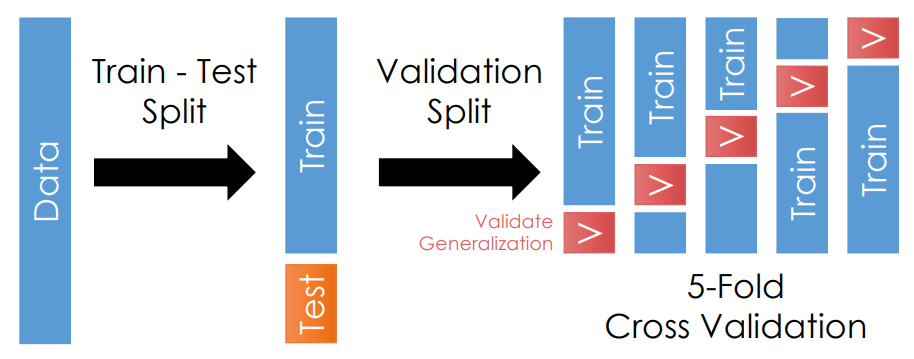 Data
Train - Test
Split
Train
Test
Validation
Split
Validate
Generalization
Train
V
Train
V
Train
V
V
Train
V
Train
5-Fold
Cross Validation